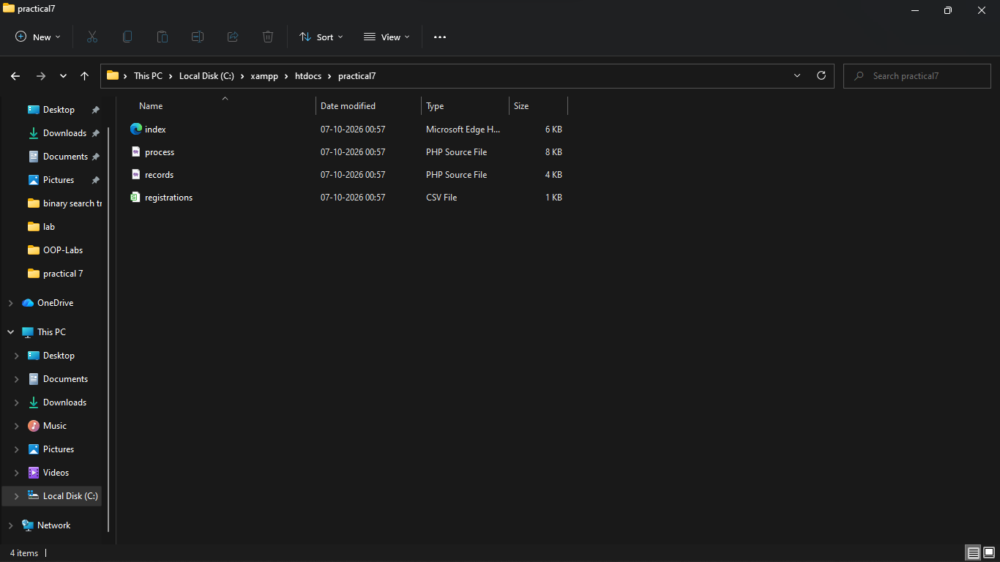 practical7
New
Sort
View
This PC
Local Disk (C:)
xampp
htdocs
practical7
Search practical7
Desktop
Downloads
Documents
Pictures
binary search tr
lab
OOP-Labs
practical 7
OneDrive
This PC
Desktop
Documents
Downloads
Music
Pictures
Videos
Local Disk (C:)
Network
Name Date modified Type Size
index 07-10-2026 00:57 Microsoft Edge H... 6 KB
process 07-10-2026 00:57 PHP Source File 8 KB
records 07-10-2026 00:57 PHP Source File 4 KB
registrations 07-10-2026 00:57 CSV File 1 KB
4 items